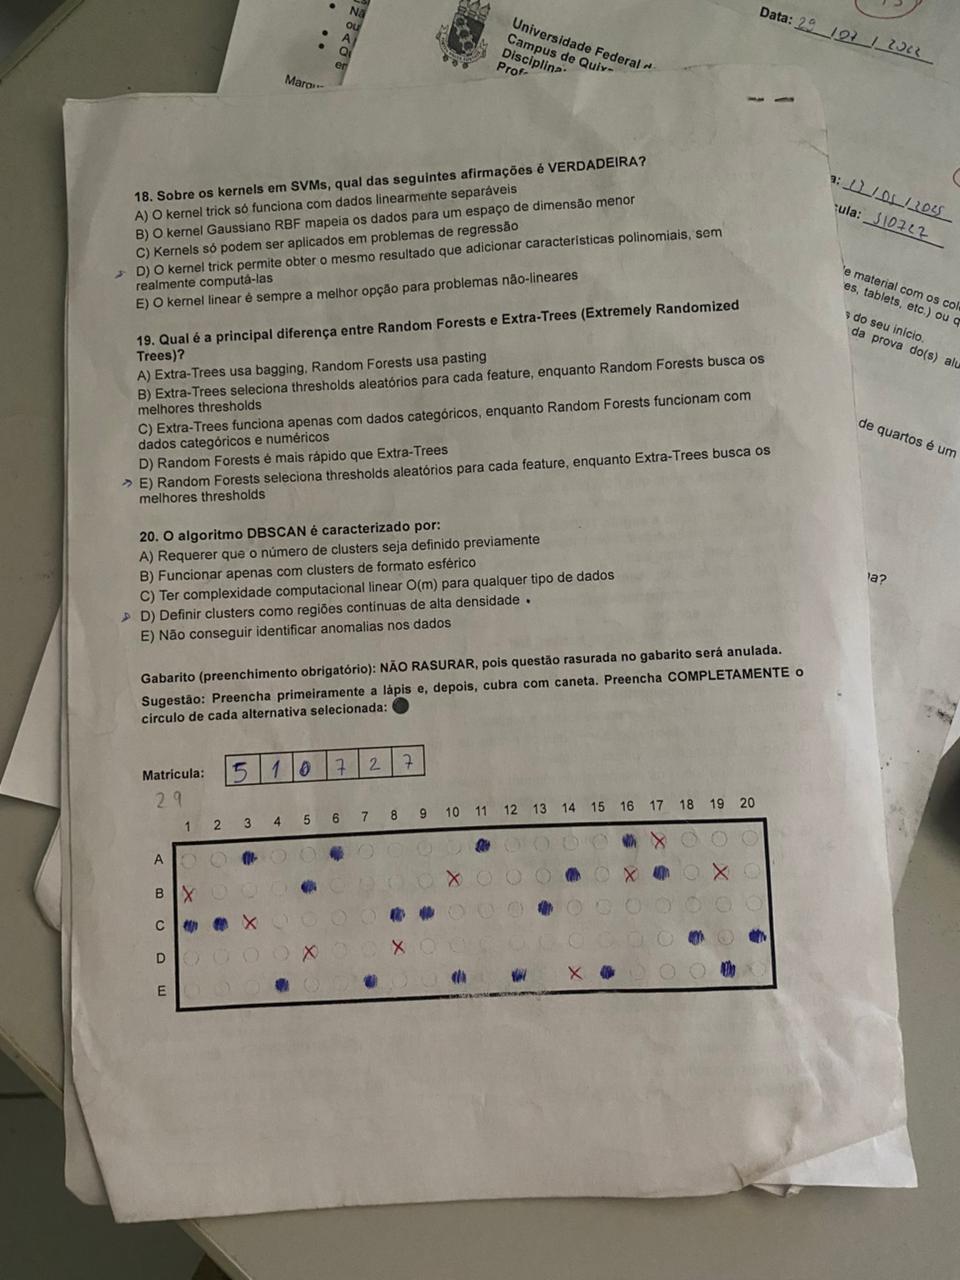 Universidade Federal
Campus de Quix
Disciplina:
Prof
Data: 29 / 07 / 2022
Marqu
18. Sobre os kernels em SVMs, qual das seguintes afirmações é VERDADEIRA?
A) O kernel trick só funciona com dados linearmente separáveis
B) O kernel Gaussiano RBF mapeia os dados para um espaço de dimensão menor
C) Kernels só podem ser aplicados em problemas de regressão
D) O kernel trick permite obter o mesmo resultado que adicionar características polinomiais, sem
realmente computá-las
E) O kernel linear é sempre a melhor opção para problemas não-lineares
19. Qual é a principal diferença entre Random Forests e Extra-Trees (Extremely Randomized
Trees)?
A) Extra-Trees usa bagging, Random Forests usa pasting
B) Extra-Trees seleciona thresholds aleatórios para cada feature, enquanto Random Forests busca os
melhores thresholds
C) Extra-Trees funciona apenas com dados categóricos, enquanto Random Forests funcionam com
dados categóricos e numéricos
D) Random Forests é mais rápido que Extra-Trees
E) Random Forests seleciona thresholds aleatórios para cada feature, enquanto Extra-Trees busca os
melhores thresholds
20. O algoritmo DBSCAN é caracterizado por:
A) Requerer que o número de clusters seja definido previamente
B) Funcionar apenas com clusters de formato esférico
C) Ter complexidade computacional linear O(m) para qualquer tipo de dados
D) Definir clusters como regiões contínuas de alta densidade
E) Não conseguir identificar anomalias nos dados
Gabarito (preenchimento obrigatório): NÃO RASURAR, pois questão rasurada no gabarito será anulada.
Sugestão: Preencha primeiramente a lápis e, depois, cubra com caneta. Preencha COMPLETAMENTE o
círculo de cada alternativa selecionada:
Matrícula: 5 1 0 7 2 7
29
1 2 3 4 5 6 7 8 9 10 11 12 13 14 15 16 17 18 19 20
A
B
C
D
E
a: 17 / 05 / 2025
cula: 510727
e material com os col
es, tablets, etc.) ou q
s do seu início.
da prova do(s) alu
de quartos é um
a?